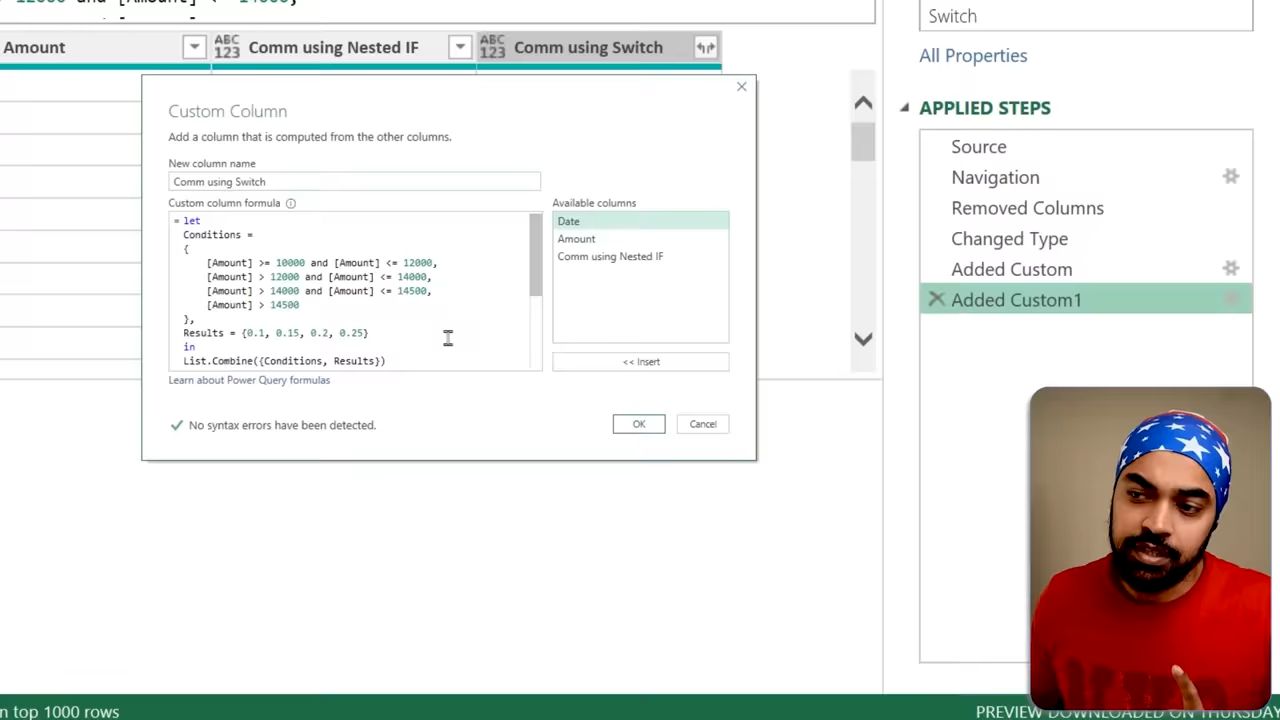 Switch
Amount
ABC 123 Comm using Nested IF
ABC 123 Comm using Switch
All Properties
APPLIED STEPS
Source
Navigation
Removed Columns
Changed Type
Added Custom
Added Custom1
Custom Column
Add a column that is computed from the other columns.
New column name
Comm using Switch
Custom column formula
= let
Conditions =
{
[Amount] >= 10000 and [Amount] <= 12000,
[Amount] > 12000 and [Amount] <= 14000,
[Amount] > 14000 and [Amount] <= 14500,
[Amount] > 14500
},
Results = {0.1, 0.15, 0.2, 0.25}
in
List.Combine({Conditions, Results})
Available columns
Date
Amount
Comm using Nested IF
<< Insert
Learn about Power Query formulas
No syntax errors have been detected.
OK
Cancel
n top 1000 rows
PREVIEW DOWNLOADED ON THURSDAY